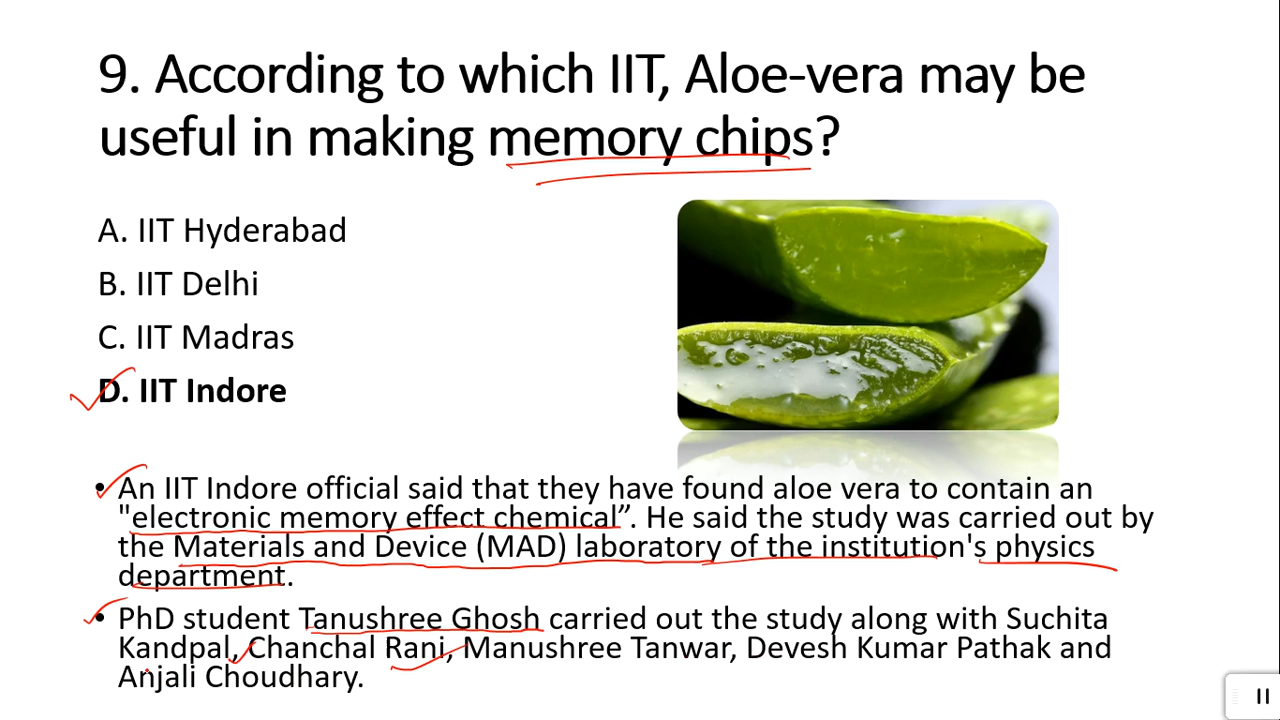 9. According to which IIT, Aloe-vera may be
useful in making memory chips?
A. IIT Hyderabad
B. IIT Delhi
C. IIT Madras
D. IIT Indore
• An IIT Indore official said that they have found aloe vera to contain an
"electronic memory effect chemical”. He said the study was carried out by
the Materials and Device (MAD) laboratory of the institution's physics
department.
• PhD student Tanushree Ghosh carried out the study along with Suchita
Kandpal, Chanchal Rani, Manushree Tanwar, Devesh Kumar Pathak and
Anjali Choudhary.